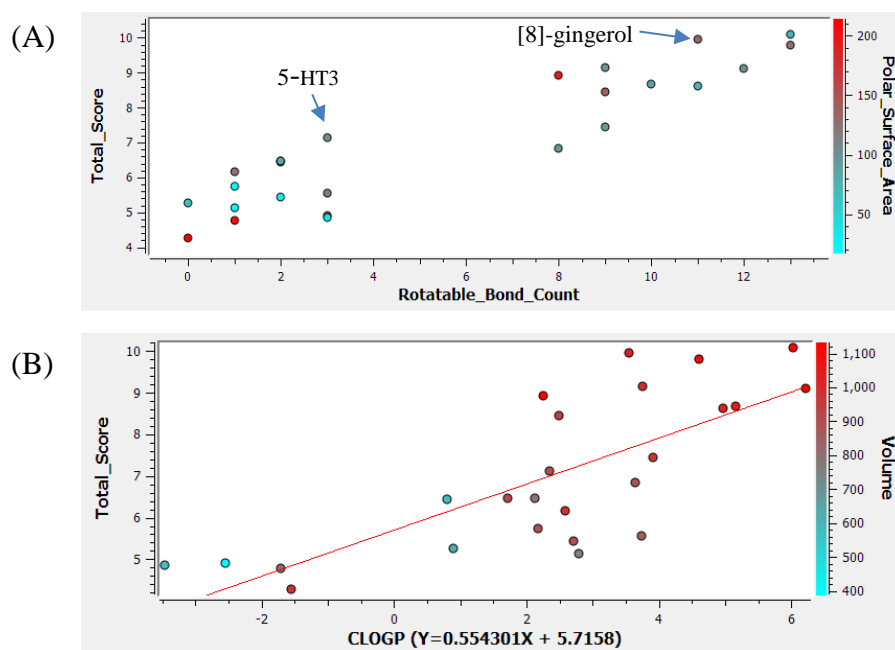 (A)
[8]-gingerol
5-HT3
Total_Score
10
9
8
7
6
5
4
0 2 4 6 8 10 12
Rotatable_Bond_Count
200
150
100
50
Polar_Surface_Area
(B)
Total_Score
10
9
8
7
6
5
-2 0 2 4 6
CLOGP (Y=0.554301X + 5.7158)
1,100
1,000
900
800
700
600
500
400
Volume